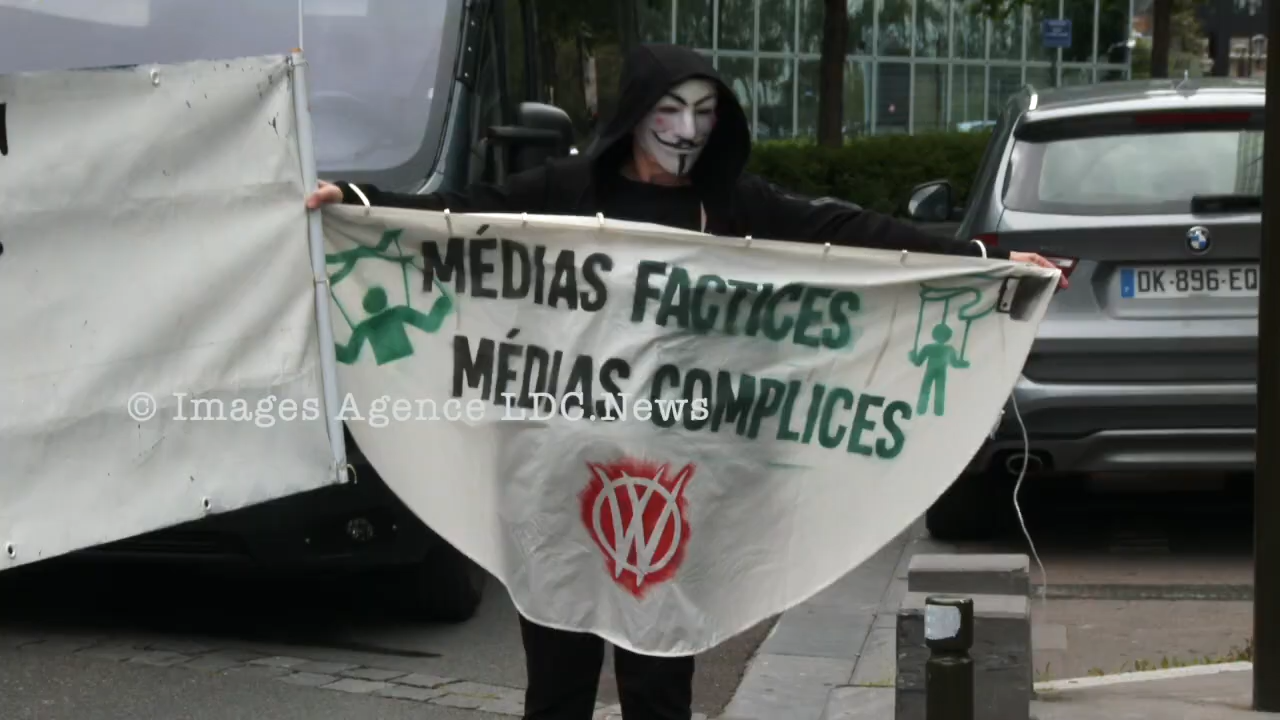 MÉDIAS FACTICES
MÉDIAS COMPLICES
© Images Agence LDC.News
DK-896-EQ